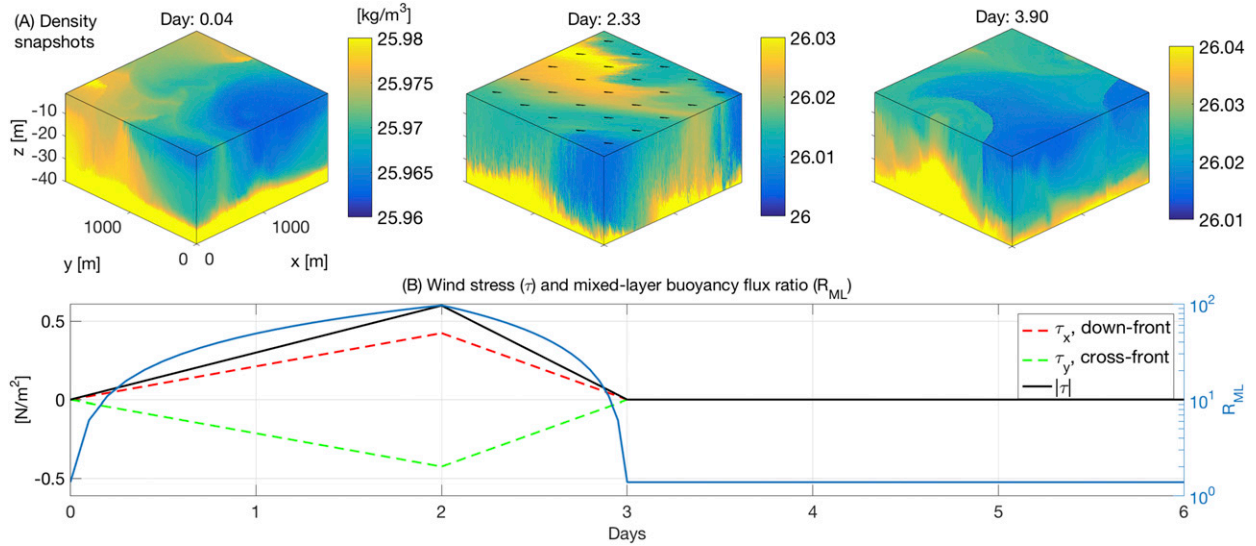 (A) Density
snapshots
Day: 0.04
[kg/m³]
25.98
25.975
25.97
25.965
25.96
-10
-20
-30
-40
z [m]
1000
1000
y [m]
0 0
x [m]
Day: 2.33
26.03
26.02
26.01
26
Day: 3.90
26.04
26.03
26.02
26.01
(B) Wind stress (τ) and mixed-layer buoyancy flux ratio (R_ML)
0.5
0
-0.5
[N/m²]
τ_x, down-front
τ_y, cross-front
|τ|
10²
10¹
10⁰
R_ML
0 1 2 3 4 5 6
Days